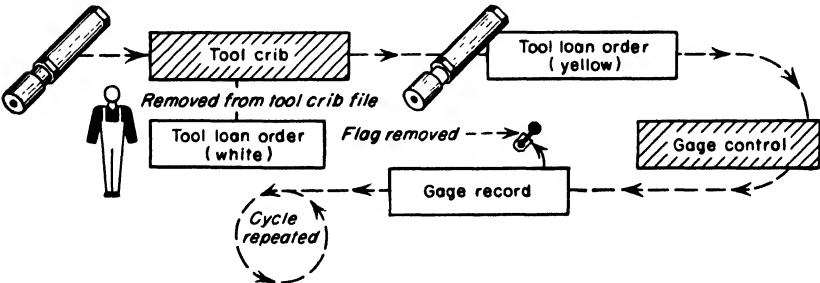 Tool crib
Tool loan order
(yellow)
Removed from tool crib file
Tool loan order
(white)
Flag removed
Gage control
Gage record
Cycle
repeated